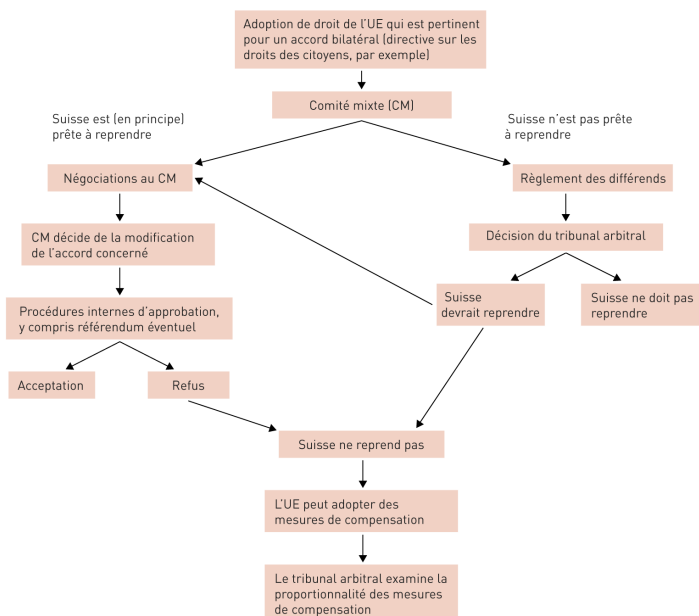 Adoption de droit de l'UE qui est pertinent
pour un accord bilatéral (directive sur les
droits des citoyens, par exemple)
Comité mixte (CM)
Suisse est (en principe)
prête à reprendre
Suisse n'est pas prête
à reprendre
Négociations au CM
Règlement des différends
CM décide de la modification
de l'accord concerné
Décision du tribunal arbitral
Procédures internes d'approbation,
y compris référendum éventuel
Suisse
devrait reprendre
Suisse ne doit pas
reprendre
Acceptation
Refus
Suisse ne reprend pas
L'UE peut adopter des
mesures de compensation
Le tribunal arbitral examine la
proportionnalité des mesures
de compensation